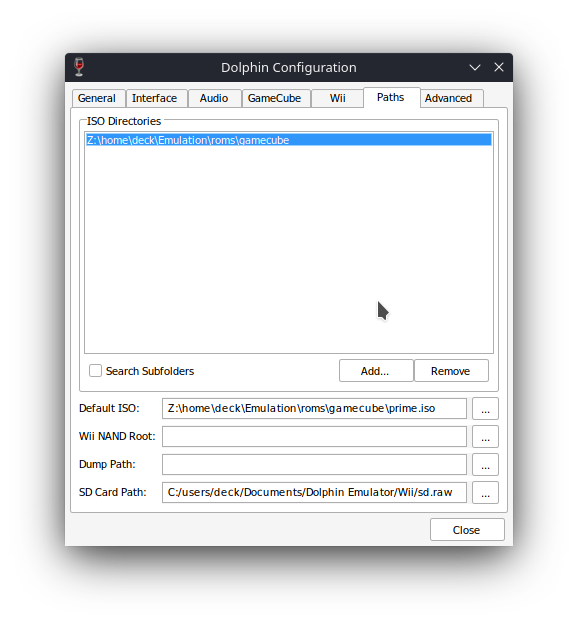 Dolphin Configuration
General Interface Audio GameCube Wii Paths Advanced
ISO Directories
Z:\home\deck\Emulation\roms\gamecube
Search Subfolders Add... Remove
Default ISO: Z:\home\deck\Emulation\roms\gamecube\prime.iso ...
Wii NAND Root: ...
Dump Path: ...
SD Card Path: C:/users/deck/Documents/Dolphin Emulator/Wii/sd.raw ...
Close